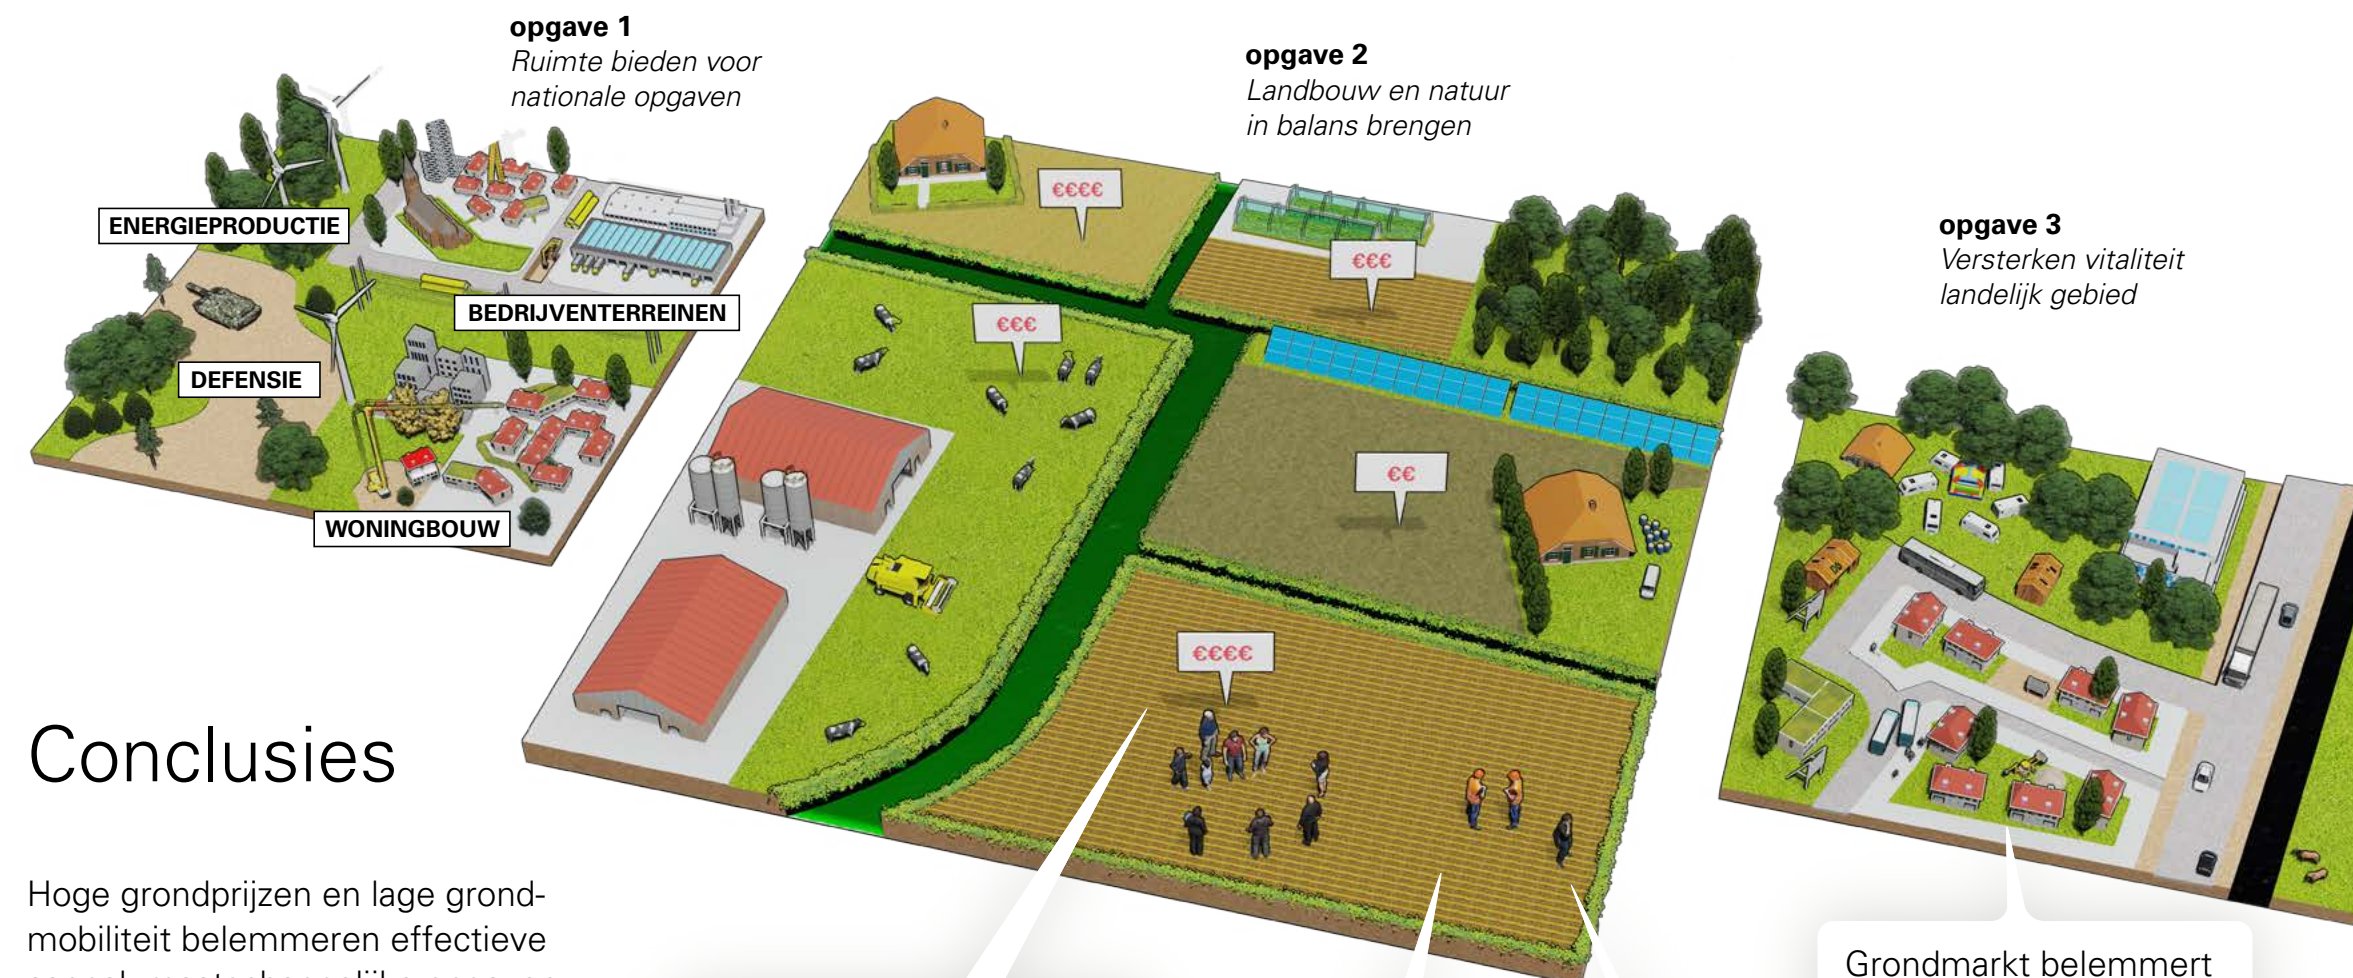 opgave 1
Ruimte bieden voor
nationale opgaven
opgave 2
Landbouw en natuur
in balans brengen
opgave 3
Versterken vitaliteit
landelijk gebied
ENERGIEPRODUCTIE
BEDRIJVENTERREINEN
DEFENSIE
WONINGBOUW
€€€€
€€€
€€€
€€
€€€€
Conclusies
Hoge grondprijzen en lage grond-
mobiliteit belemmeren effectieve
Grondmarkt belemmert